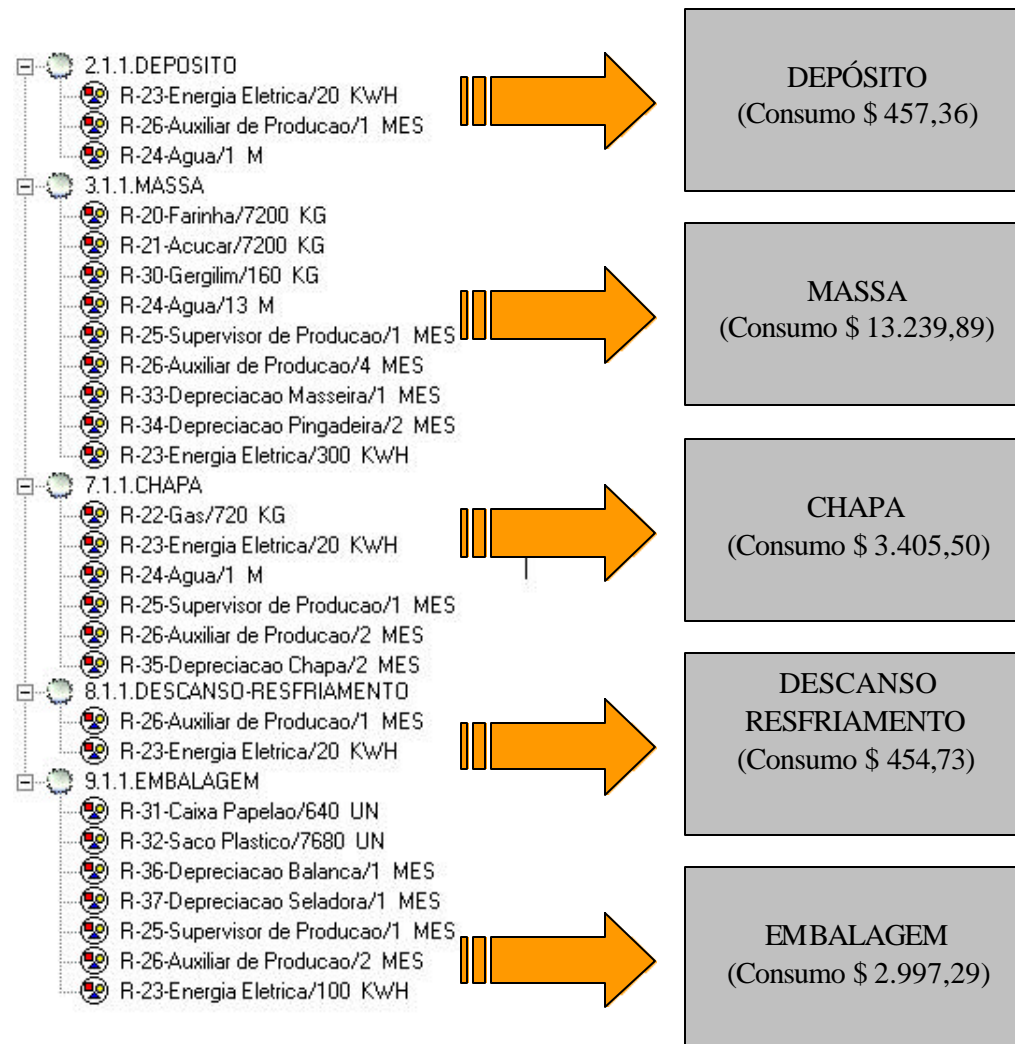 2.1.1.DEPOSITO
R-23-Energia Eletrica/20 KWH
R-26-Auxiliar de Producao/1 MES
R-24-Agua/1 M
3.1.1.MASSA
R-20-Farinha/7200 KG
R-21-Acucar/7200 KG
R-30-Gergilim/160 KG
R-24-Agua/13 M
R-25-Supervisor de Producao/1 MES
R-26-Auxiliar de Producao/4 MES
R-33-Depreciacao Masseira/1 MES
R-34-Depreciacao Pingadeira/2 MES
R-23-Energia Eletrica/300 KWH
7.1.1.CHAPA
R-22-Gas/720 KG
R-23-Energia Eletrica/20 KWH
R-24-Agua/1 M
R-25-Supervisor de Producao/1 MES
R-26-Auxiliar de Producao/2 MES
R-35-Depreciacao Chapa/2 MES
8.1.1.DESCANSO-RESFRIAMENTO
R-26-Auxiliar de Producao/1 MES
R-23-Energia Eletrica/20 KWH
9.1.1.EMBALAGEM
R-31-Caixa Papelao/640 UN
R-32-Saco Plastico/7680 UN
R-36-Depreciacao Balanca/1 MES
R-37-Depreciacao Seladora/1 MES
R-25-Supervisor de Producao/1 MES
R-26-Auxiliar de Producao/2 MES
R-23-Energia Eletrica/100 KWH
DEPÓSITO
(Consumo $ 457,36)
MASSA
(Consumo $ 13.239,89)
CHAPA
(Consumo $ 3.405,50)
DESCANSO
RESFRIAMENTO
(Consumo $ 454,73)
EMBALAGEM
(Consumo $ 2.997,29)